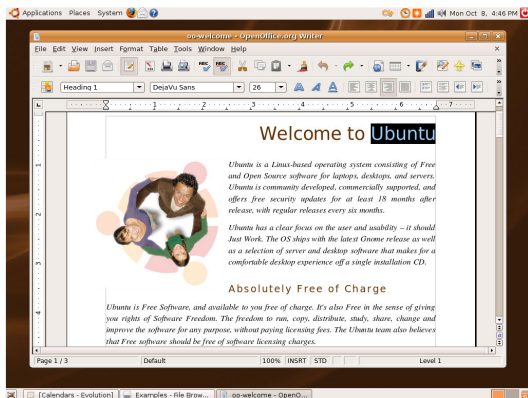 Applications Places System Mon Oct 8, 4:46 PM
oo-welcome - OpenOffice.org Writer
File Edit View Insert Format Table Tools Window Help
Heading 1 DejaVu Sans 26
1 2 3 4 5 6 7
Welcome to Ubuntu
Ubuntu is a Linux-based operating system consisting of Free
and Open Source software for laptops, desktops, and servers.
Ubuntu is community developed, commercially supported, and
offers free security updates for at least 18 months after
release, with regular releases every six months.
Ubuntu has a clear focus on the user and usability – it should
Just Work. The OS ships with the latest Gnome release as well
as a selection of server and desktop software that makes for a
comfortable desktop experience off a single installation CD.
Absolutely Free of Charge
Ubuntu is Free Software, and available to you free of charge. It's also Free in the sense of giving
you rights of Software Freedom. The freedom to run, copy, distribute, study, share, change and
improve the software for any purpose, without paying licensing fees. The Ubuntu team also believes
that Free software should be free of software licensing charges.
Page 1 / 3 Default 100% INSRT STD Level 1
[Calendars - Evolution] Examples - File Brow... oo-welcome - OpenO...